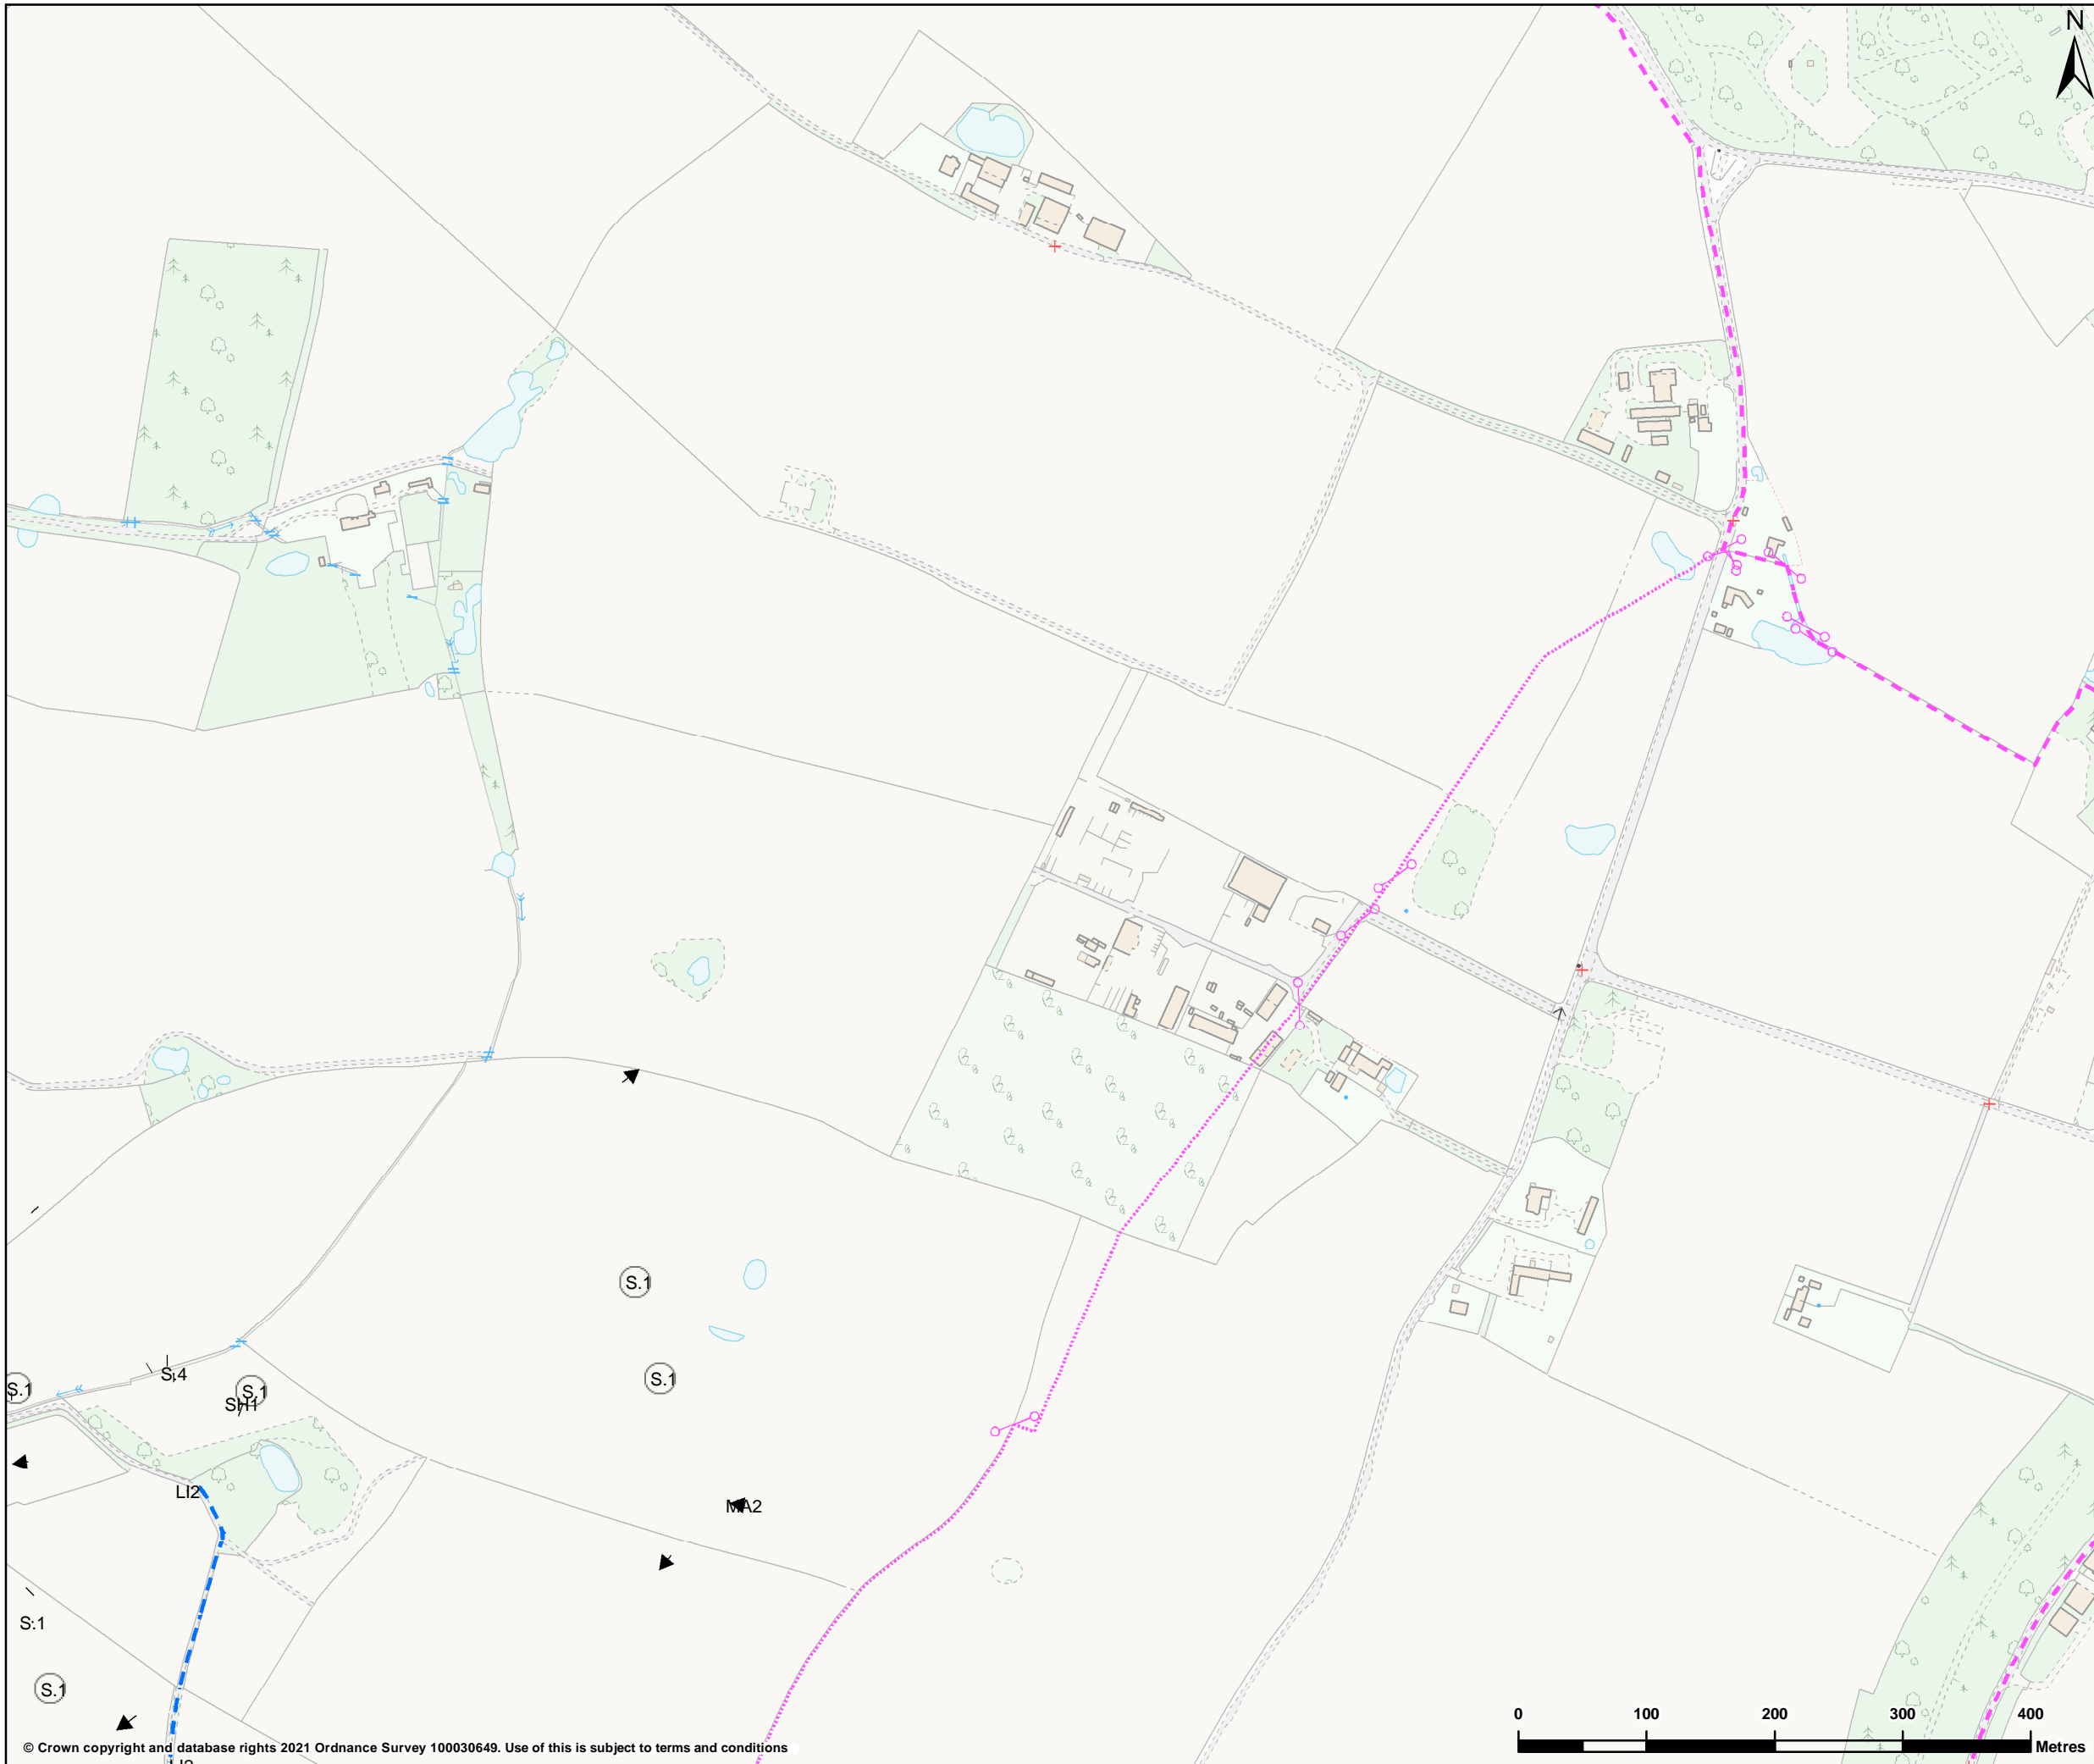 N
S.1
S.1
S.4
S.1
S.1
SH1
LI2
MA2
S.1
S.1
0 100 200 300 400
Metres
© Crown copyright and database rights 2021 Ordnance Survey 100030649. Use of this is subject to terms and conditions